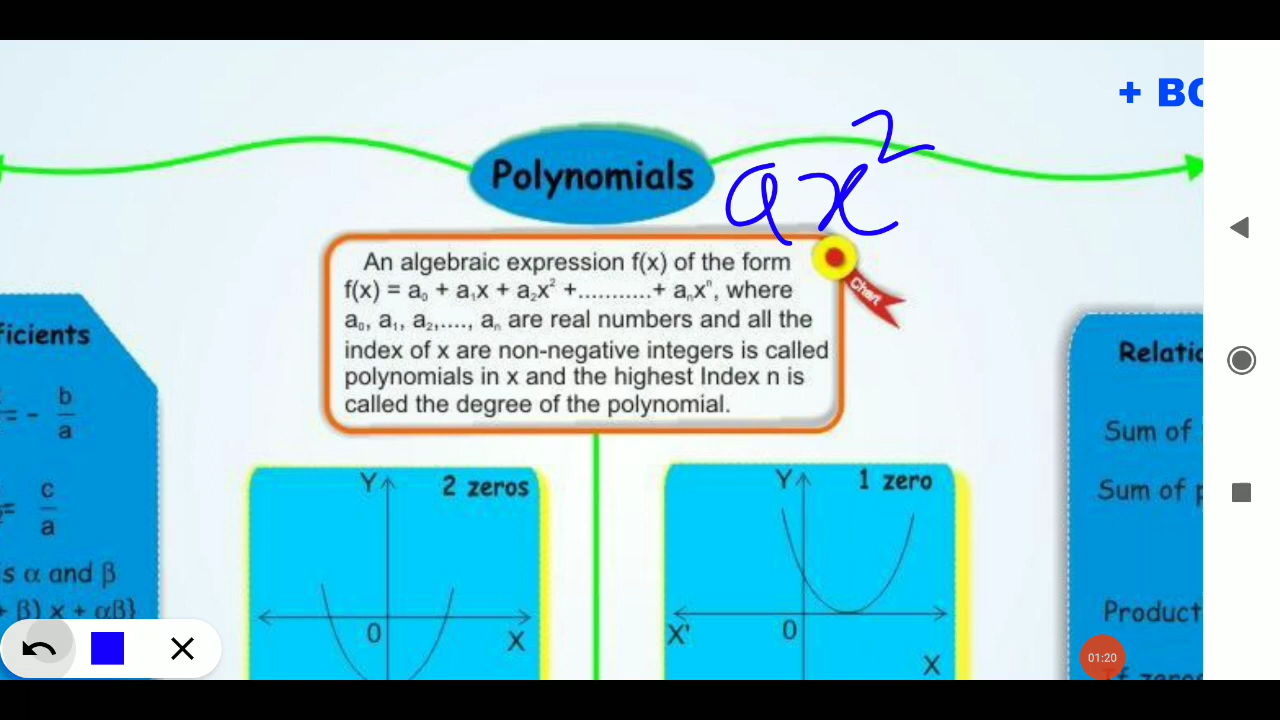 + BO
Polynomials
ax²
An algebraic expression f(x) of the form
f(x) = a₀ + a₁x + a₂x² +...........+ aₙxⁿ, where
a₀, a₁, a₂,...., aₙ are real numbers and all the
index of x are non-negative integers is called
polynomials in x and the highest Index n is
called the degree of the polynomial.
Chart
ficients
= - b/a
= c/a
s α and β
+ β) x + αβ}
Y 2 zeros
0 X
Y 1 zero
X' 0 X
Relatio
Sum of
Sum of p
Product
If zeros
01:20